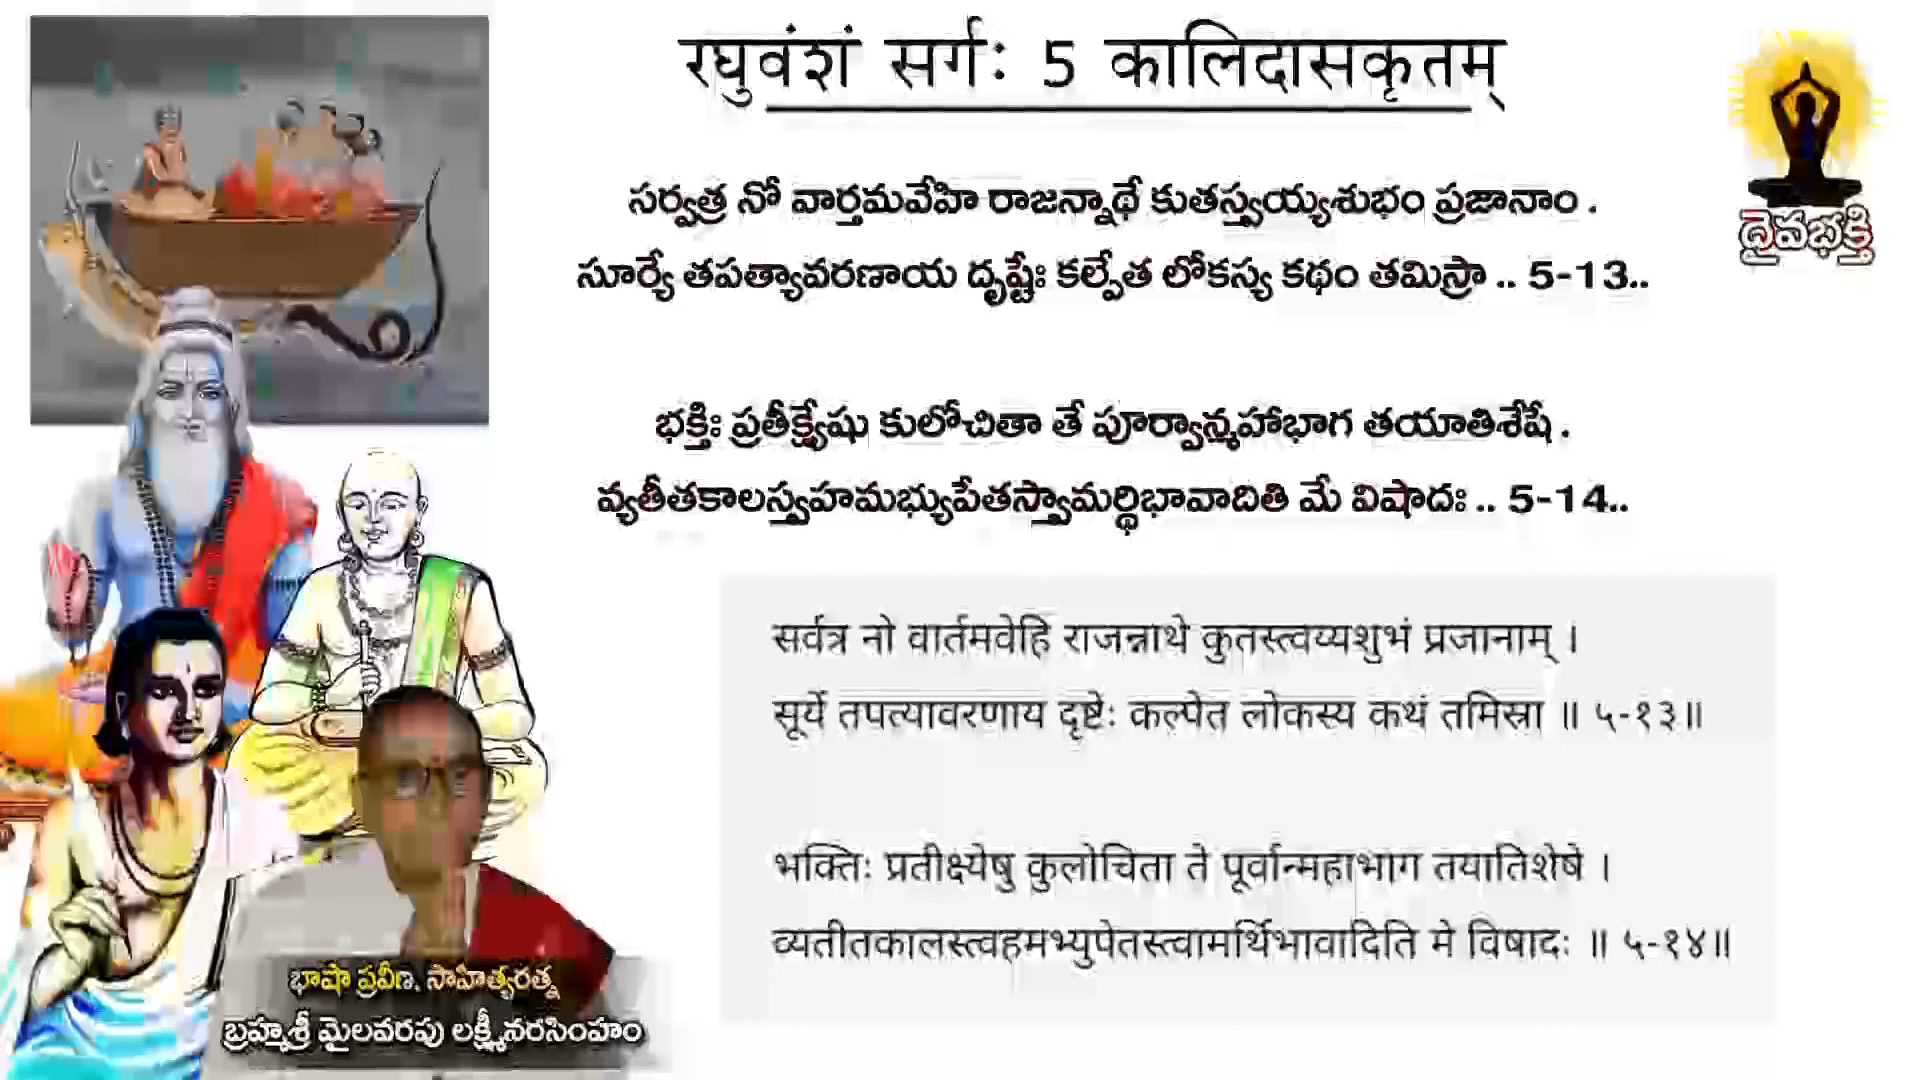 रघुवंशं सर्गः 5 कालिदासकृतम्
సర్వత్ర నో వార్తమవేహి రాజన్నాథే కుతస్త్వయ్యశుభం ప్రజానాం .
సూర్యే తపత్యావరణాయ దృష్టేః కల్పేత లోకస్య కథం తమిస్రా .. 5-13..
భక్తిః ప్రతీక్ష్యేషు కులోచితా తే పూర్వాన్మహాభాగ తయాతిశేషే .
వ్యతీతకాలస్త్వహమభ్యుపేతస్త్వామర్థిభావాదితి మే విషాదః .. 5-14..
దైవభక్తి
सर्वत्र नो वार्तमवेहि राजन्नाथे कुतस्त्वय्यशुभं प्रजानाम् ।
सूर्ये तपत्यावरणाय दृष्टेः कल्पेत लोकस्य कथं तमिस्रा ॥ ५-१३॥
भक्तिः प्रतीक्ष्येषु कुलोचिता ते पूर्वान्महाभाग तयातिशेषे ।
व्यतीतकालस्त्वहमभ्युपेतस्त्वामर्थिभावादिति मे विषादः ॥ ५-१४॥
భాషా ప్రవీణ, సాహిత్యరత్న
బ్రహ్మశ్రీ మైలవరపు లక్ష్మీనరసింహం